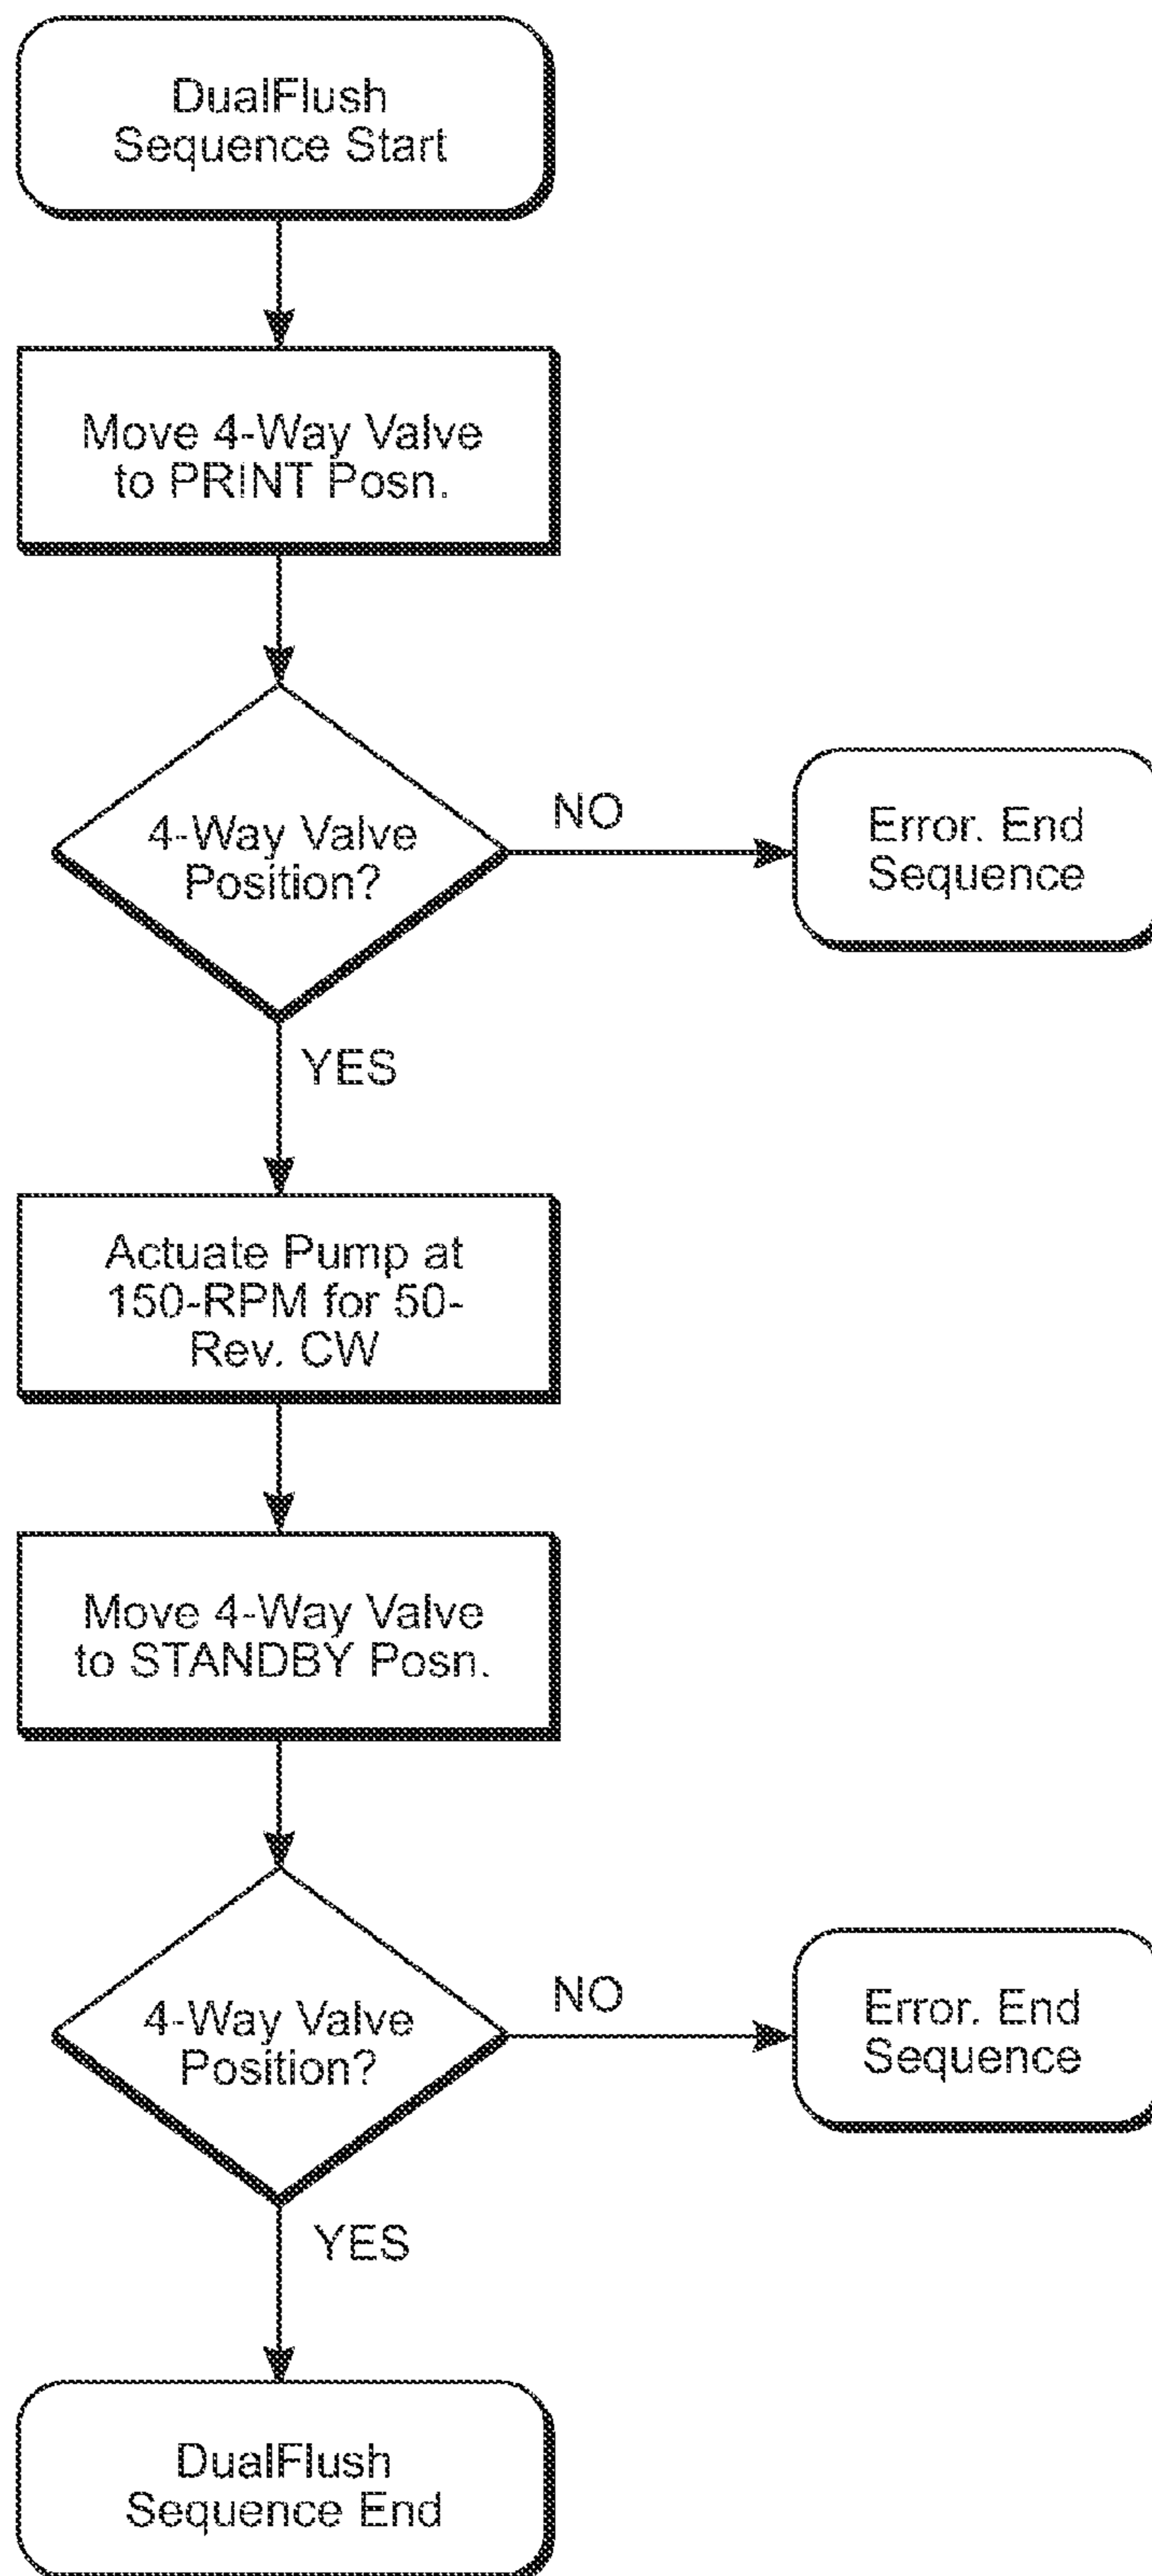 DualFlush
Sequence Start
Move 4-Way Valve
to PRINT Posn.
4-Way Valve
Position?
NO
Error. End
Sequence
YES
Actuate Pump at
150-RPM for 50-
Rev. CW
Move 4-Way Valve
to STANDBY Posn.
4-Way Valve
Position?
NO
Error. End
Sequence
YES
DualFlush
Sequence End